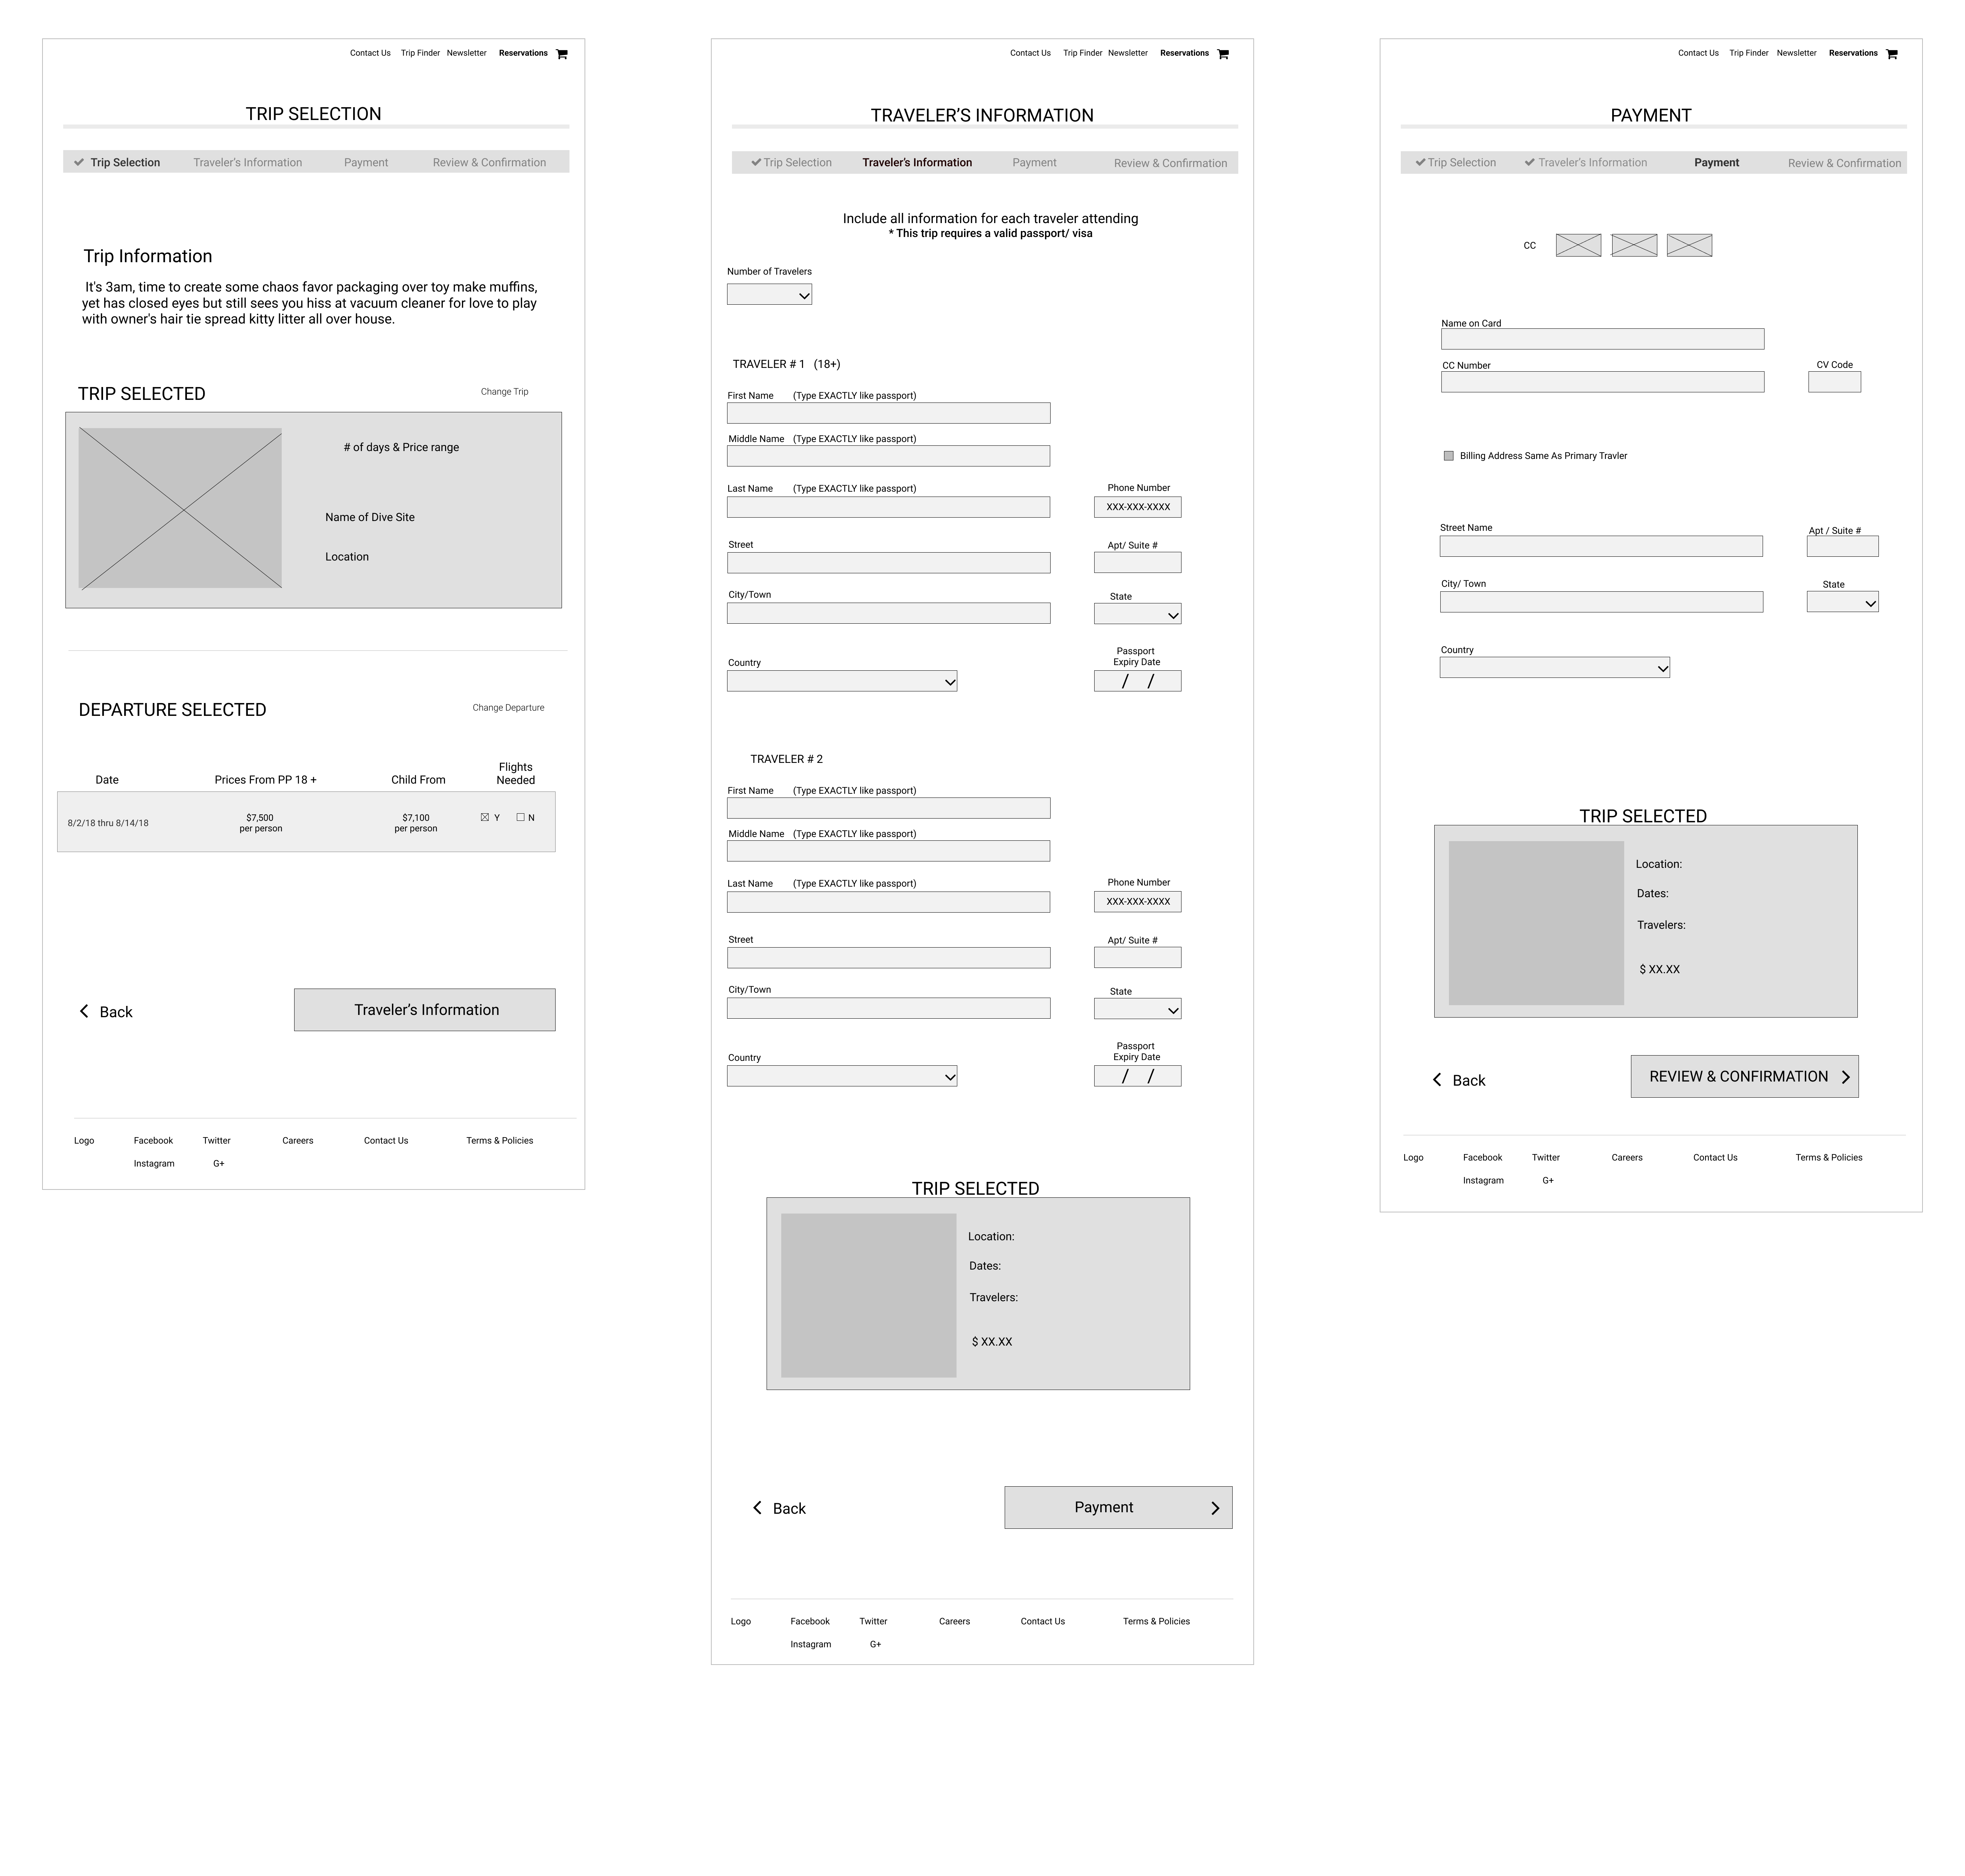 Contact Us Trip Finder Newsletter Reservations
TRIP SELECTION
Trip Selection Traveler's Information Payment Review & Confirmation
Trip Information
It's 3am, time to create some chaos favor packaging over toy make muffins,
yet has closed eyes but still sees you hiss at vacuum cleaner for love to play
with owner's hair tie spread kitty litter all over house.
TRIP SELECTED Change Trip
# of days & Price range
Name of Dive Site
Location
DEPARTURE SELECTED Change Departure
Date Prices From PP 18 + Child From Flights
Needed
8/2/18 thru 8/14/18 $7,500 $7,100 Y N
per person per person
Back Traveler's Information
Logo Facebook Twitter Careers Contact Us Terms & Policies
Instagram G+
Contact Us Trip Finder Newsletter Reservations
TRAVELER'S INFORMATION
Trip Selection Traveler's Information Payment Review & Confirmation
Include all information for each traveler attending
* This trip requires a valid passport/ visa
Number of Travelers
TRAVELER # 1 (18+)
First Name (Type EXACTLY like passport)
Middle Name (Type EXACTLY like passport)
Last Name (Type EXACTLY like passport) Phone Number
XXX-XXX-XXXX
Street Apt/ Suite #
City/Town State
Passport
Country Expiry Date
/ /
TRAVELER # 2
First Name (Type EXACTLY like passport)
Middle Name (Type EXACTLY like passport)
Last Name (Type EXACTLY like passport) Phone Number
XXX-XXX-XXXX
Street Apt/ Suite #
City/Town State
Passport
Country Expiry Date
/ /
TRIP SELECTED
Location:
Dates:
Travelers:
$ XX.XX
Back Payment
Logo Facebook Twitter Careers Contact Us Terms & Policies
Instagram G+
Contact Us Trip Finder Newsletter Reservations
PAYMENT
Trip Selection Traveler's Information Payment Review & Confirmation
CC
Name on Card
CC Number CV Code
Billing Address Same As Primary Travler
Street Name Apt / Suite #
City/ Town State
Country
TRIP SELECTED
Location:
Dates:
Travelers:
$ XX.XX
Back REVIEW & CONFIRMATION
Logo Facebook Twitter Careers Contact Us Terms & Policies
Instagram G+